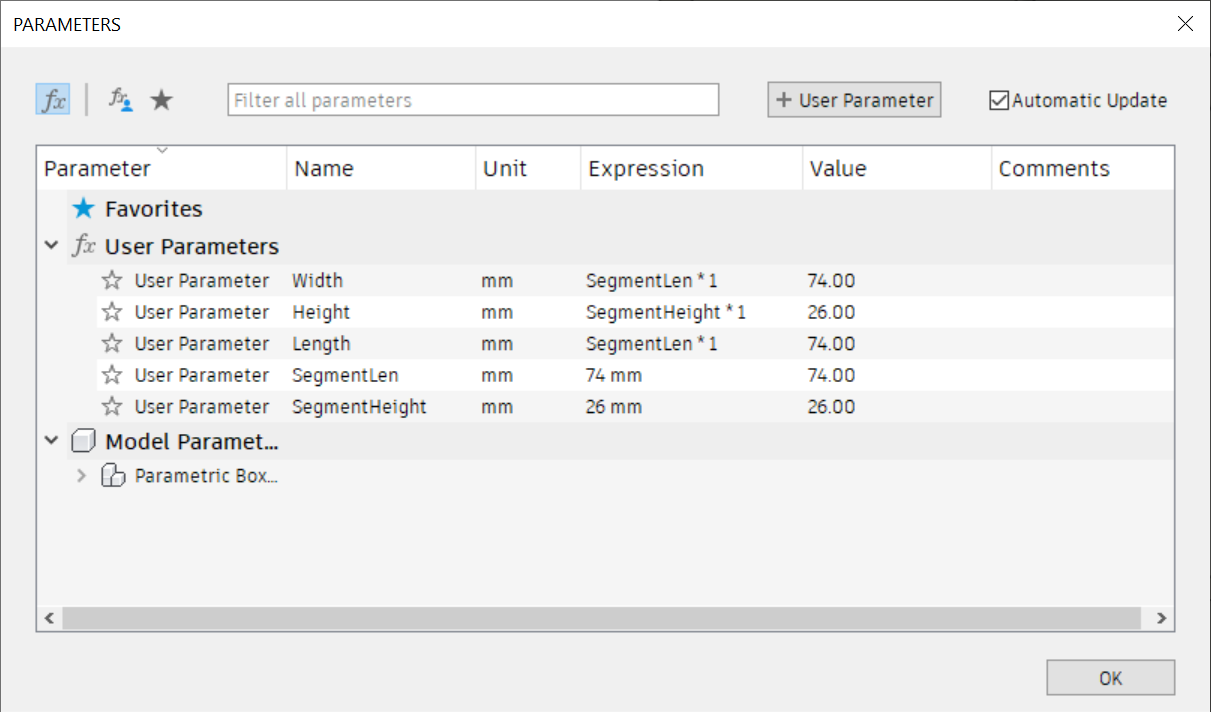 PARAMETERS
fx fx Filter all parameters + User Parameter Automatic Update
Parameter Name Unit Expression Value Comments
Favorites
fx User Parameters
User Parameter Width mm SegmentLen * 1 74.00
User Parameter Height mm SegmentHeight * 1 26.00
User Parameter Length mm SegmentLen * 1 74.00
User Parameter SegmentLen mm 74 mm 74.00
User Parameter SegmentHeight mm 26 mm 26.00
Model Paramet...
Parametric Box...
OK